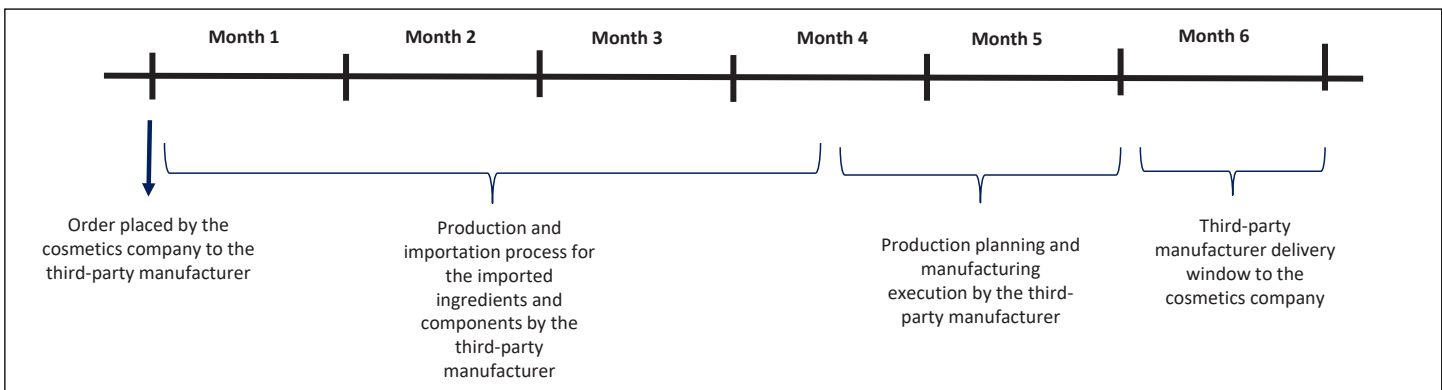 Month 1
Month 2
Month 3
Month 4
Month 5
Month 6
Order placed by the
cosmetics company to the
third-party manufacturer
Production and
importation process for
the imported
ingredients and
components by the
third-party
manufacturer
Production planning and
manufacturing
execution by the third-
party manufacturer
Third-party
manufacturer delivery
window to the
cosmetics company